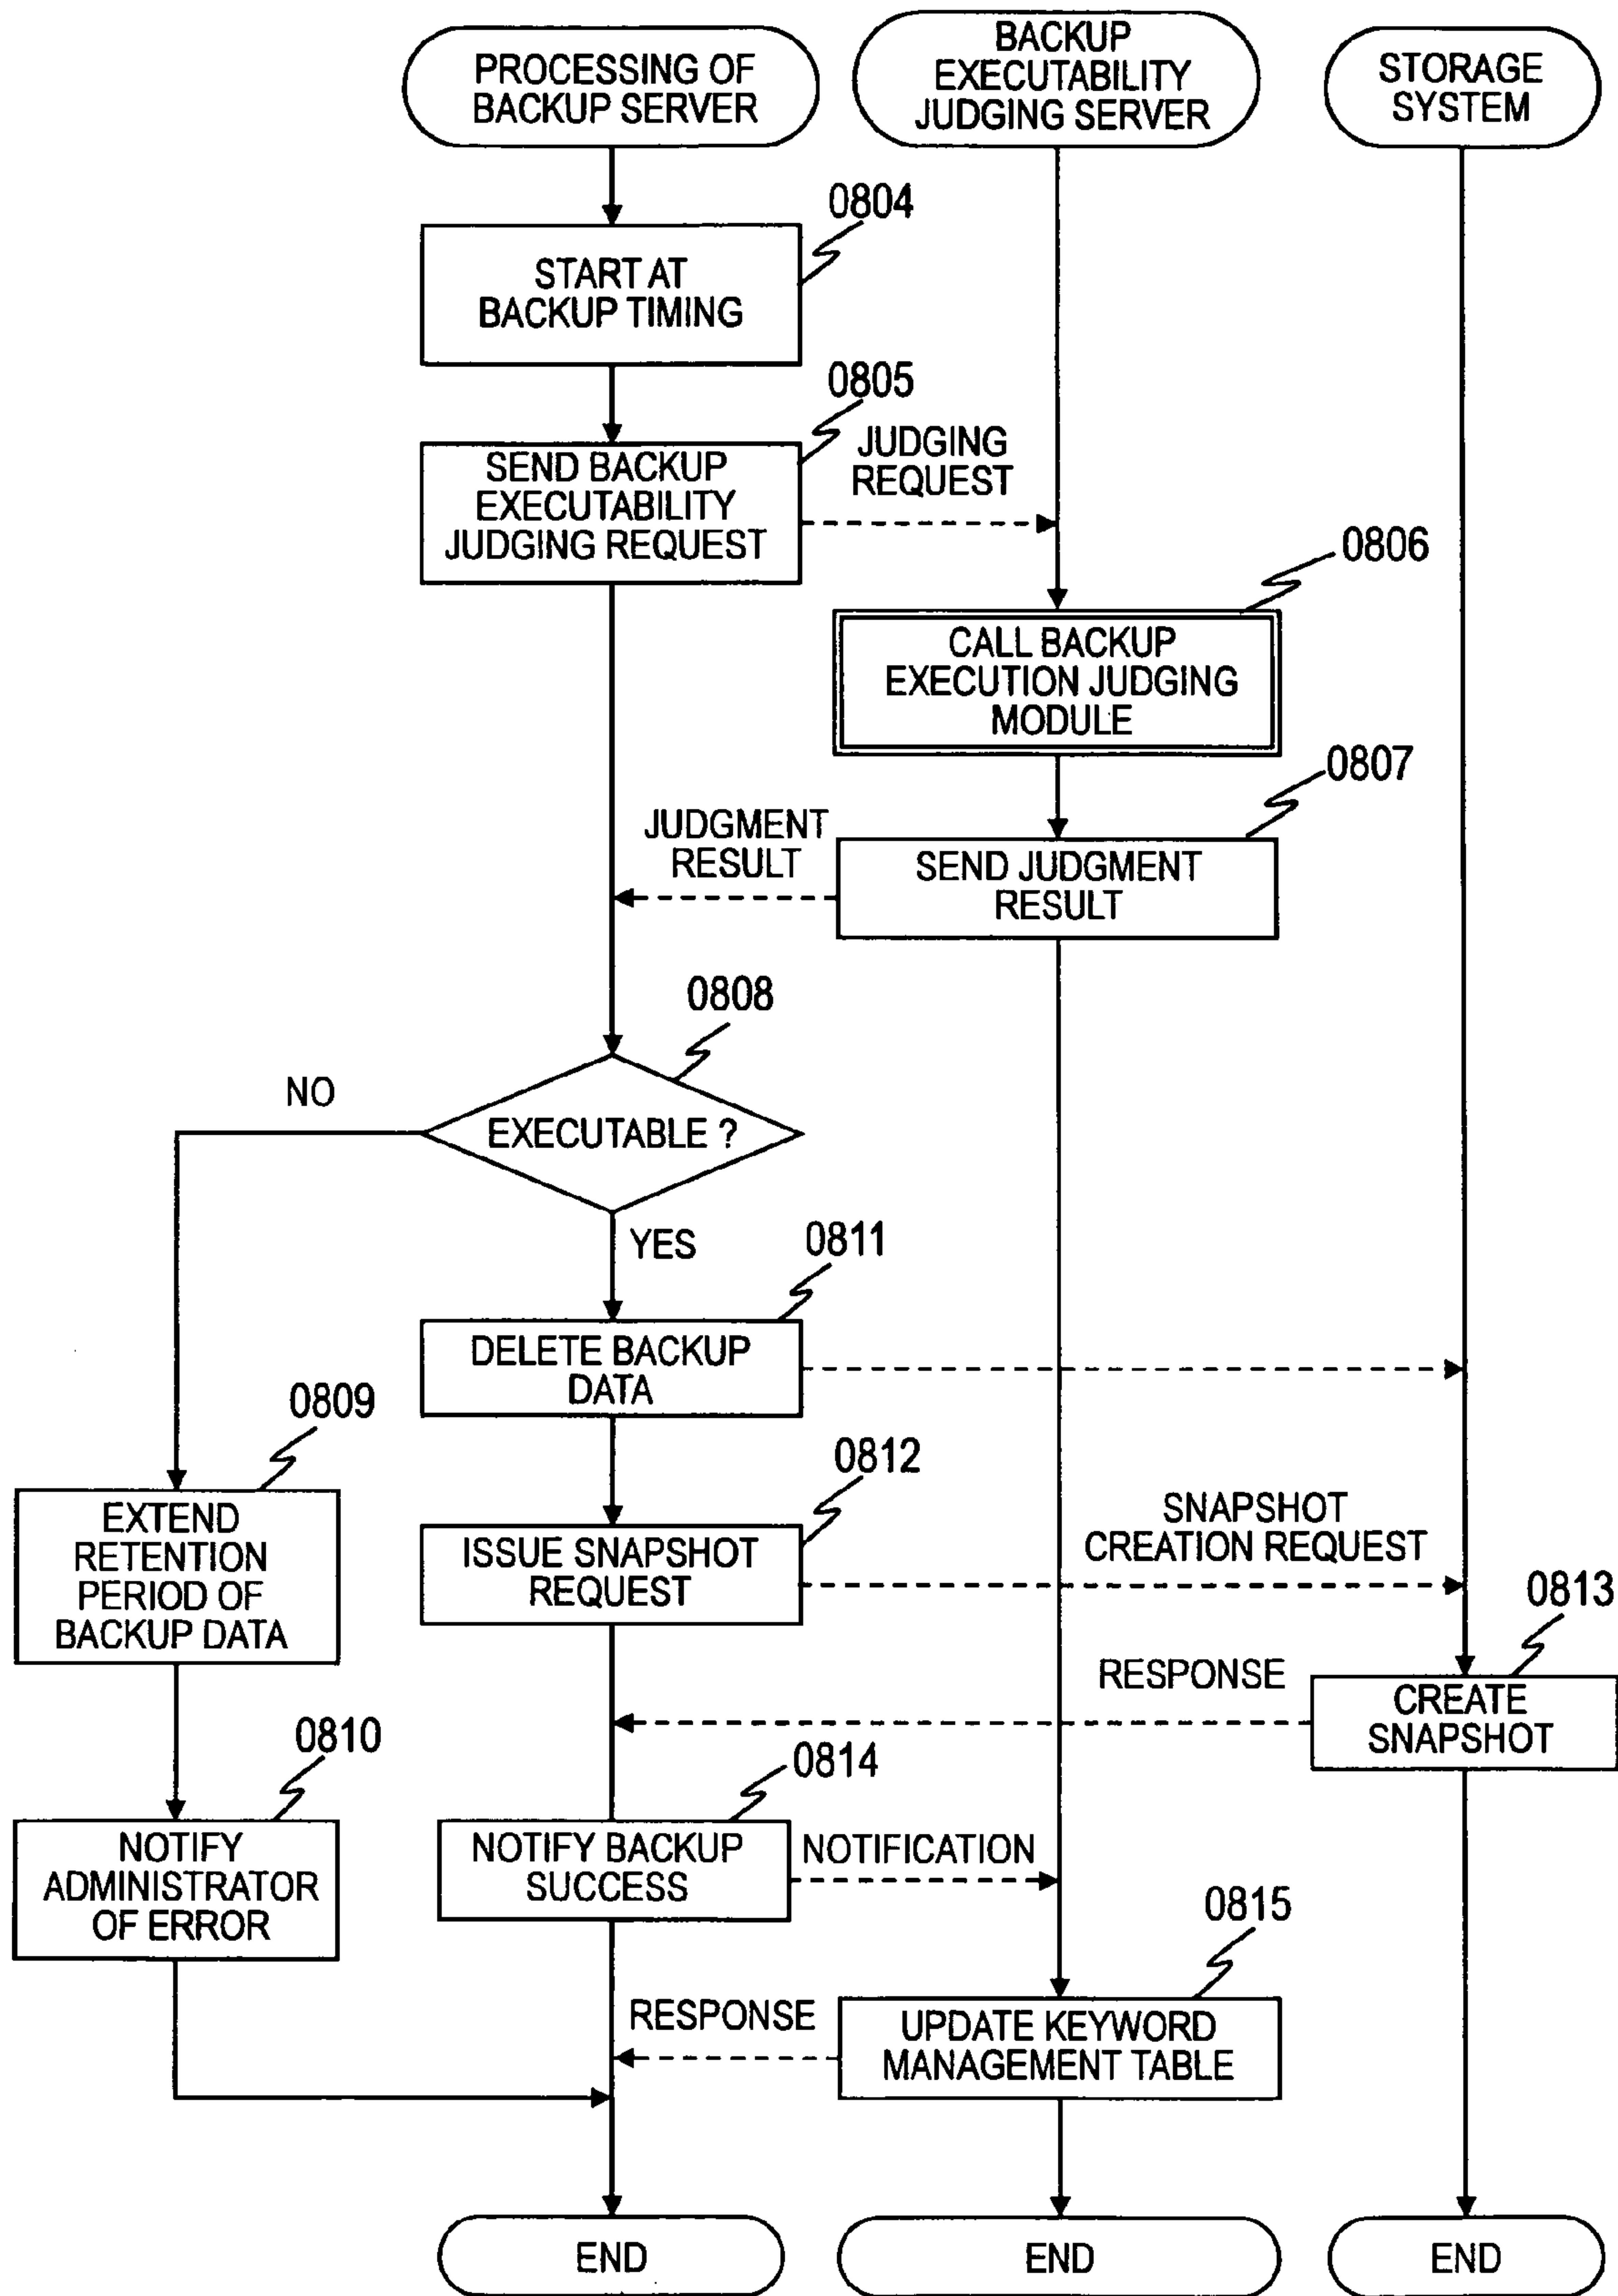 PROCESSING OF
BACKUP SERVER
BACKUP
EXECUTABILITY
JUDGING SERVER
STORAGE
SYSTEM
0804
START AT
BACKUP TIMING
0805
SEND BACKUP
EXECUTABILITY
JUDGING REQUEST
JUDGING
REQUEST
0806
CALL BACKUP
EXECUTION JUDGING
MODULE
0807
JUDGMENT
RESULT
SEND JUDGMENT
RESULT
0808
NO
EXECUTABLE ?
YES
0811
DELETE BACKUP
DATA
0809
EXTEND
RETENTION
PERIOD OF
BACKUP DATA
0812
ISSUE SNAPSHOT
REQUEST
SNAPSHOT
CREATION REQUEST
0813
RESPONSE
CREATE
SNAPSHOT
0810
NOTIFY
ADMINISTRATOR
OF ERROR
0814
NOTIFY BACKUP
SUCCESS
NOTIFICATION
0815
RESPONSE
UPDATE KEYWORD
MANAGEMENT TABLE
END
END
END